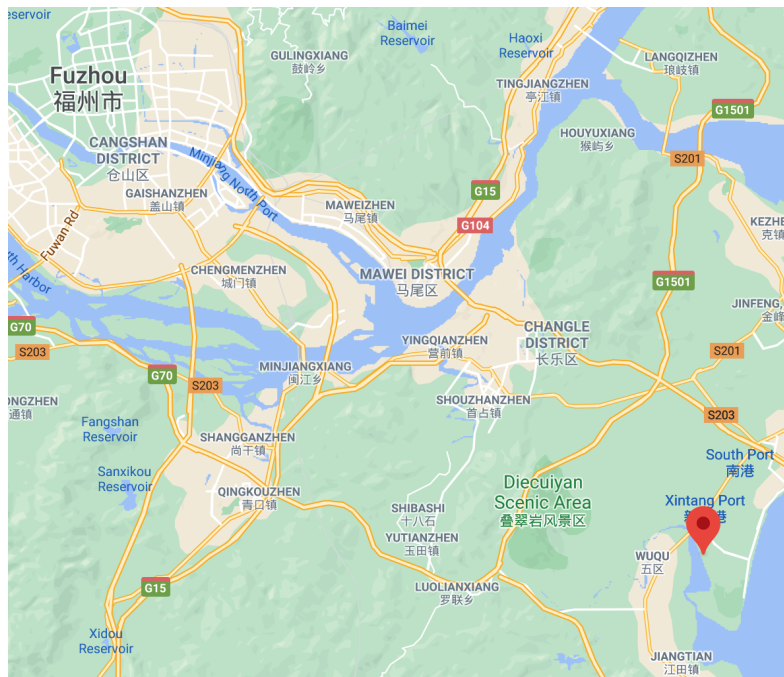 eservoir
Baimei
Reservoir
Haoxi
Reservoir
GULINGXIANG
鼓岭乡
LANGQIZHEN
琅岐镇
Fuzhou
福州市
TINGJIANGZHEN
亭江镇
G1501
HOUYUXIANG
猴屿乡
CANGSHAN
DISTRICT
仓山区
Minjiang North Port
S201
GAISHANZHEN
盖山镇
G15
MAWEIZHEN
马尾镇
G104
KEZHE
克镇
Fuwan Rd
uth Harbor
CHENGMENZHEN
城门镇
MAWEI DISTRICT
马尾区
G1501
JINFENG,
金峰
G70
S203
YINGQIANZHEN
营前镇
CHANGLE
DISTRICT
长乐区
S201
MINJIANGXIANG
闽江乡
G70
S203
ONGZHEN
通镇
SHOUZHANZHEN
首占镇
S203
Fangshan
Reservoir
SHANGGANZHEN
尚干镇
South Port
南港
Sanxikou
Reservoir
Diecuiyan
Scenic Area
叠翠岩风景区
QINGKOUZHEN
青口镇
Xintang Port
新 港
SHIBASHI
十八石
YUTIANZHEN
玉田镇
WUQU
五区
G15
LUOLIANXIANG
罗联乡
Xidou
Reservoir
JIANGTIAN
江田镇